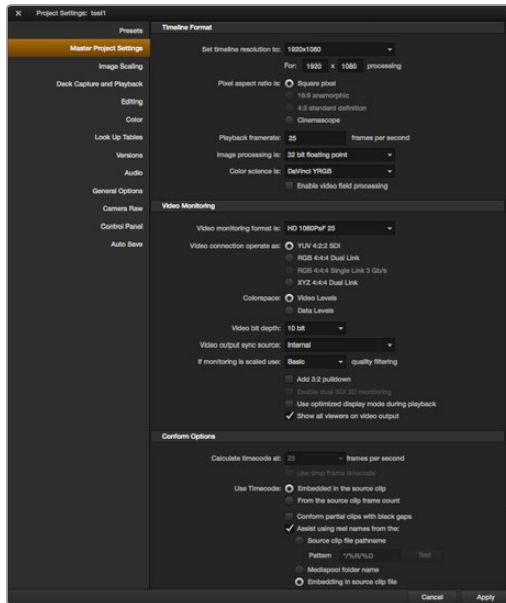 Project Settings: test1
Presets
Master Project Settings
Image Scaling
Deck Capture and Playback
Editing
Color
Look Up Tables
Versions
Audio
General Options
Camera Raw
Control Panel
Auto Save
Timeline Format
Set timeline resolution to: 1920x1080
For: 1920 x 1080 processing
Pixel aspect ratio is: Square pixel
16:9 anamorphic
4:3 standard definition
Cinemascope
Playback framerate: 25 frames per second
Image processing is: 32 bit floating point
Color science is: DaVinci YRGB
Enable video field processing
Video Monitoring
Video monitoring format is: HD 1080PsF 25
Video connection operate as: YUV 4:2:2 SDI
RGB 4:4:4 Dual Link
RGB 4:4:4 Single Link 3 Gb/s
XYZ 4:4:4 Dual Link
Colorspace: Video Levels
Data Levels
Video bit depth: 10 bit
Video output sync source: Internal
If monitoring is scaled use: Basic quality filtering
Add 3:2 pulldown
Enable dual SDI 3D monitoring
Use optimized display mode during playback
Show all viewers on video output
Conform Options
Calculate timecode at: 25 frames per second
Use drop frame timecode
Use Timecode: Embedded in the source clip
From the source clip frame count
Conform partial clips with black gaps
Assist using reel names from the:
Source clip file pathname
Pattern */%R/%D Test
Mediapool folder name
Embedding in source clip file
Cancel Apply